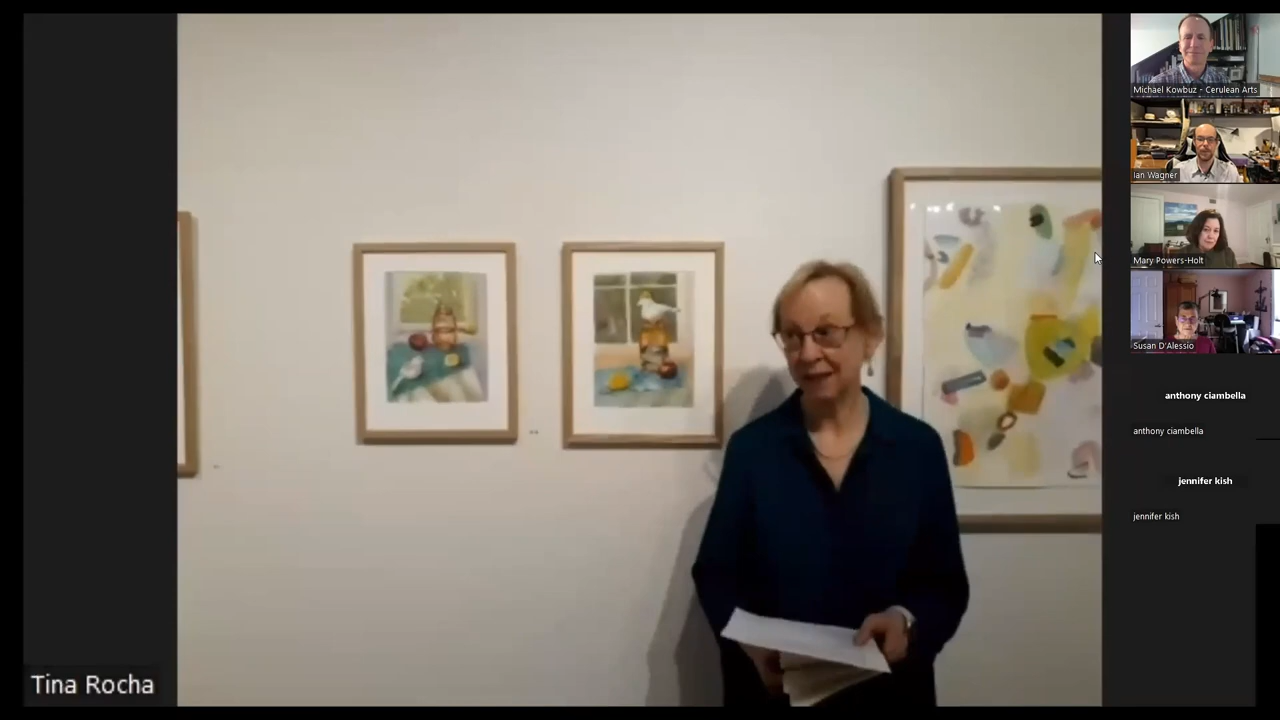 Michael Kowbuz - Cerulean Arts
Ian Wagner
Mary Powers-Holt
Susan D'Alessio
anthony ciambella
anthony ciambella
jennifer kish
jennifer kish
Tina Rocha